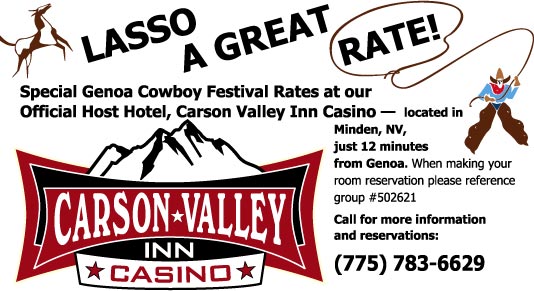 LASSO
A GREAT
RATE!
Special Genoa Cowboy Festival Rates at our
Official Host Hotel, Carson Valley Inn Casino — located in
Minden, NV,
just 12 minutes
from Genoa. When making your
room reservation please reference
group #502621
Call for more information
and reservations:
(775) 783-6629
CARSON★VALLEY
INN
★CASINO★